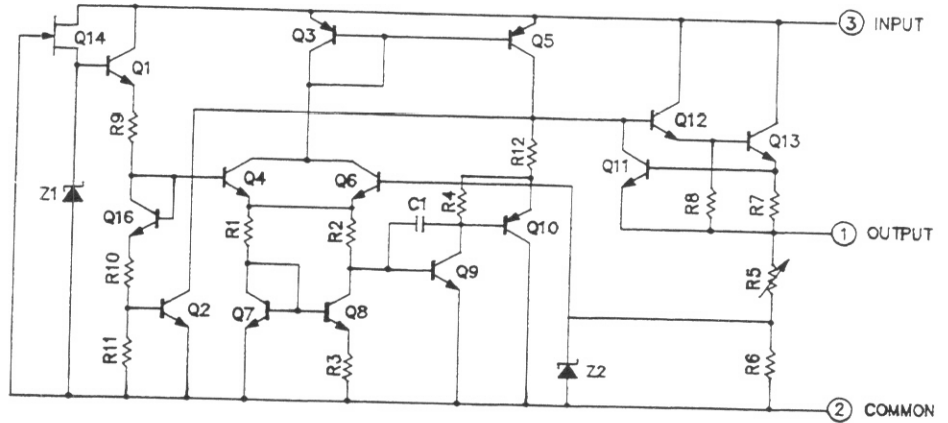 3 INPUT
Q14
Q3
Q5
Q1
Q12
R9
R12
Q11
Q13
Q4
Q6
Z1
R4
C1
R8
R7
Q16
R1
R2
Q10
1 OUTPUT
R10
Q9
R5
Q2
Q7
Q8
R11
R3
Z2
R6
2 COMMON